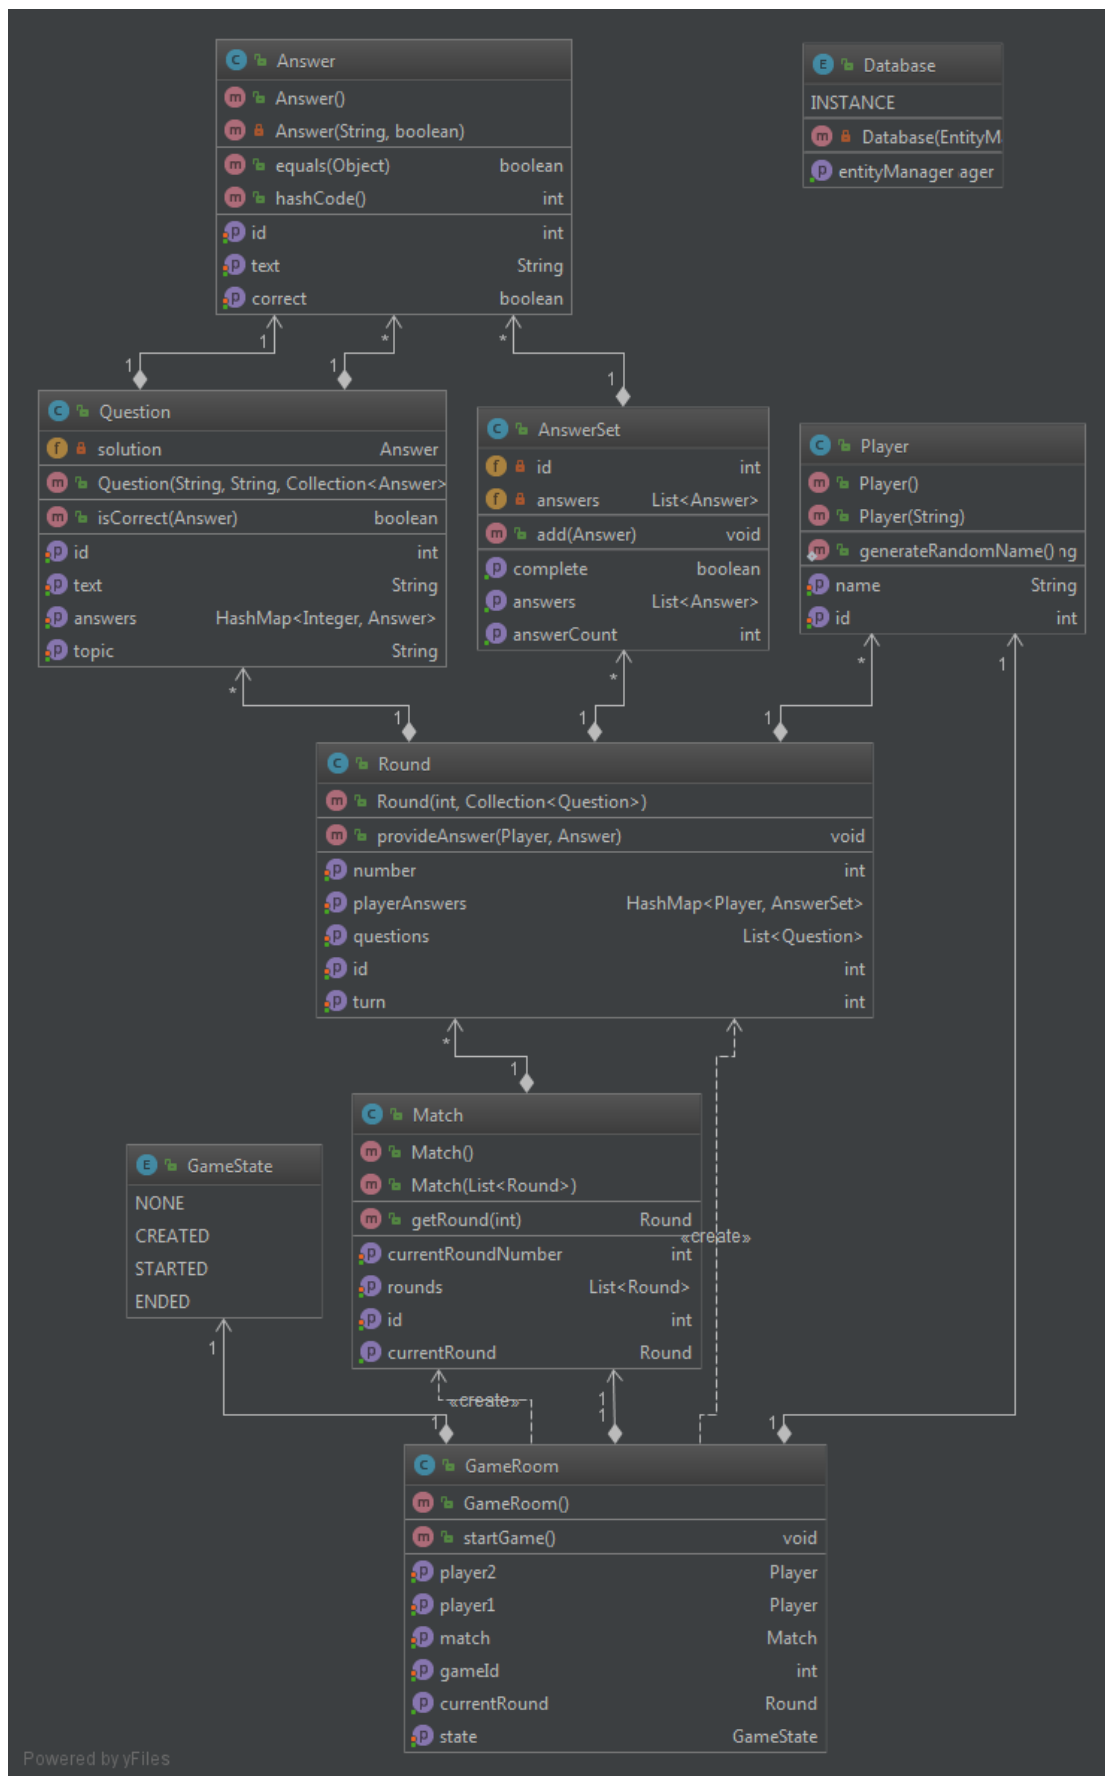 Answer
Answer()
Answer(String, boolean)
equals(Object) boolean
hashCode() int
id int
text String
correct boolean
Database
INSTANCE
Database(EntityM
entityManager ager
1
*
*
1
1
1
Question
solution Answer
Question(String, String, Collection<Answer>
isCorrect(Answer) boolean
id int
text String
answers HashMap<Integer, Answer>
topic String
AnswerSet
id int
answers List<Answer>
add(Answer) void
complete boolean
answers List<Answer>
answerCount int
Player
Player()
Player(String)
generateRandomName() ng
name String
id int
*
*
*
1
1
1
1
Round
Round(int, Collection<Question>)
provideAnswer(Player, Answer) void
number int
playerAnswers HashMap<Player, AnswerSet>
questions List<Question>
id int
turn int
*
1
Match
Match()
Match(List<Round>)
getRound(int) Round
currentRoundNumber int
rounds List<Round>
id int
currentRound Round
«create»
GameState
NONE
CREATED
STARTED
ENDED
1
«create»
1
1
1
1
GameRoom
GameRoom()
startGame() void
player2 Player
player1 Player
match Match
gameId int
currentRound Round
state GameState
Powered by yFiles